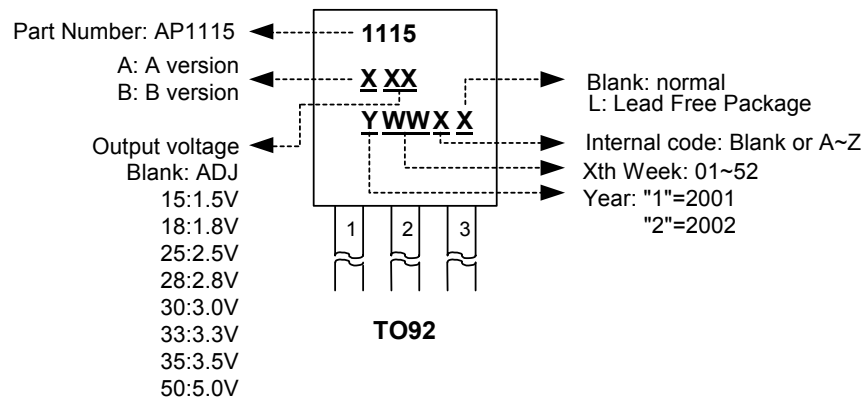 Part Number: AP1115
1115
A: A version
B: B version
X XX
Blank: normal
L: Lead Free Package
Y WW X X
Output voltage
Blank: ADJ
15:1.5V
18:1.8V
25:2.5V
28:2.8V
30:3.0V
33:3.3V
35:3.5V
50:5.0V
Internal code: Blank or A~Z
Xth Week: 01~52
Year: "1"=2001
"2"=2002
1 2 3
TO92